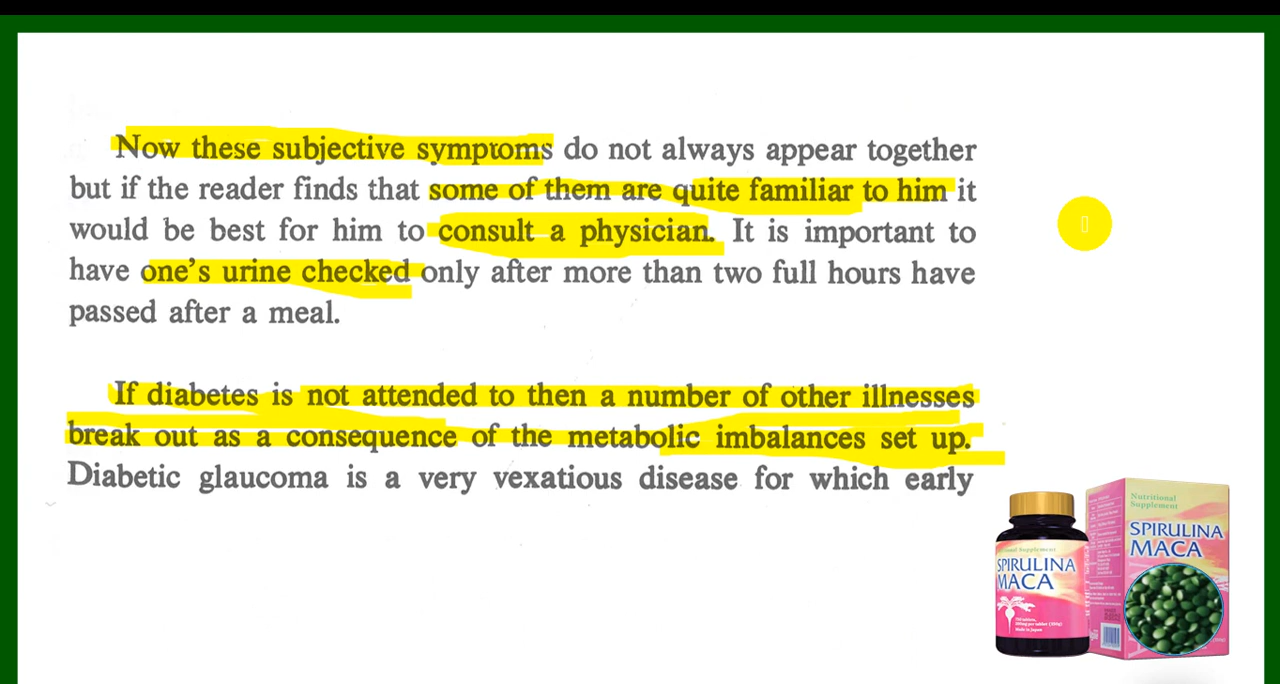 Now these subjective symptoms do not always appear together
but if the reader finds that some of them are quite familiar to him it
would be best for him to consult a physician. It is important to
have one's urine checked only after more than two full hours have
passed after a meal.
If diabetes is not attended to then a number of other illnesses
break out as a consequence of the metabolic imbalances set up.
Diabetic glaucoma is a very vexatious disease for which early
Nutritional
Supplement
SPIRULINA
MACA
Supplement
SPIRULINA
MACA
Made in Japan